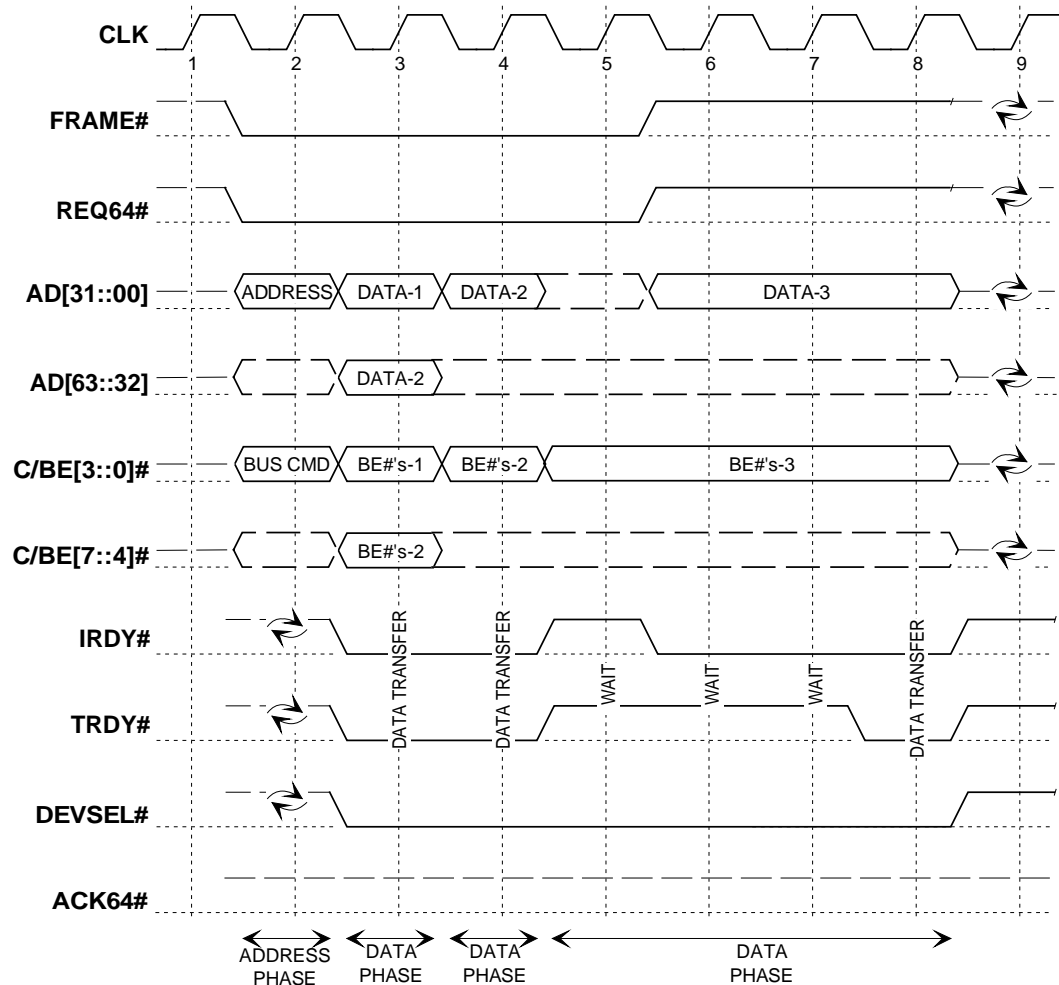 CLK
1 2 3 4 5 6 7 8 9
FRAME#
REQ64#
AD[31::00] ADDRESS DATA-1 DATA-2 DATA-3
AD[63::32] DATA-2
C/BE[3::0]# BUS CMD BE#'s-1 BE#'s-2 BE#'s-3
C/BE[7::4]# BE#'s-2
IRDY#
DATA TRANSFER
DATA TRANSFER
WAIT
WAIT
WAIT
DATA TRANSFER
TRDY#
DEVSEL#
ACK64#
ADDRESS PHASE
DATA PHASE
DATA PHASE
DATA PHASE